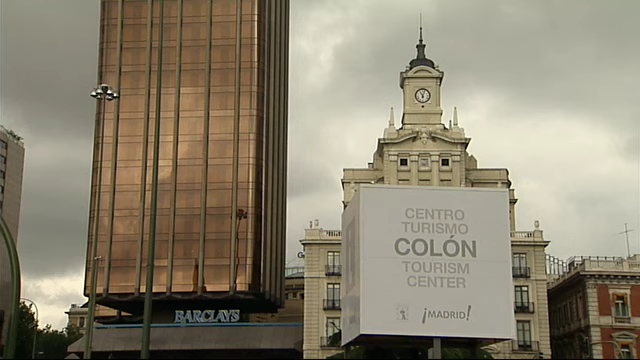 BARCLAYS
CENTRO
TURISMO
COLÓN
TOURISM
CENTER
¡MADRID!